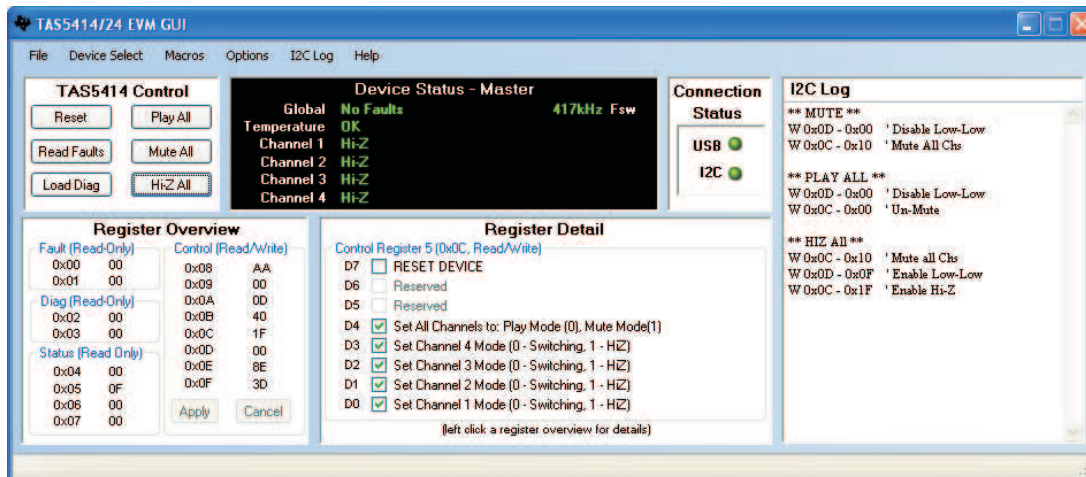 TAS5414/24 EVM GUI
File Device Select Macros Options I2C Log Help
TAS5414 Control
Reset Play All
Read Faults Mute All
Load Diag Hi-Z All
Device Status - Master
Global No Faults 417kHz Fsw
Temperature OK
Channel 1 Hi-Z
Channel 2 Hi-Z
Channel 3 Hi-Z
Channel 4 Hi-Z
Connection
Status
USB
I2C
I2C Log
** MUTE **
W 0x0D - 0x00 ' Disable Low-Low
W 0x0C - 0x10 ' Mute All Chs
** PLAY ALL **
W 0x0D - 0x00 ' Disable Low-Low
W 0x0C - 0x00 ' Un-Mute
** HIZ All **
W 0x0C - 0x10 ' Mute all Chs
W 0x0D - 0x0F ' Enable Low-Low
W 0x0C - 0x1F ' Enable Hi-Z
Register Overview
Fault (Read-Only)
0x00 00
0x01 00
Diag (Read-Only)
0x02 00
0x03 00
Status (Read Only)
0x04 00
0x05 0F
0x06 00
0x07 00
Control (Read/Write)
0x08 AA
0x09 00
0x0A 0D
0x0B 40
0x0C 1F
0x0D 00
0x0E 8E
0x0F 3D
Apply Cancel
Register Detail
Control Register 5 (0x0C, Read/Write)
D7 RESET DEVICE
D6 Reserved
D5 Reserved
D4 Set All Channels to: Play Mode (0), Mute Mode(1)
D3 Set Channel 4 Mode (0 - Switching, 1 - HiZ)
D2 Set Channel 3 Mode (0 - Switching, 1 - HiZ)
D1 Set Channel 2 Mode (0 - Switching, 1 - HiZ)
D0 Set Channel 1 Mode (0 - Switching, 1 - HiZ)
(left click a register overview for details)